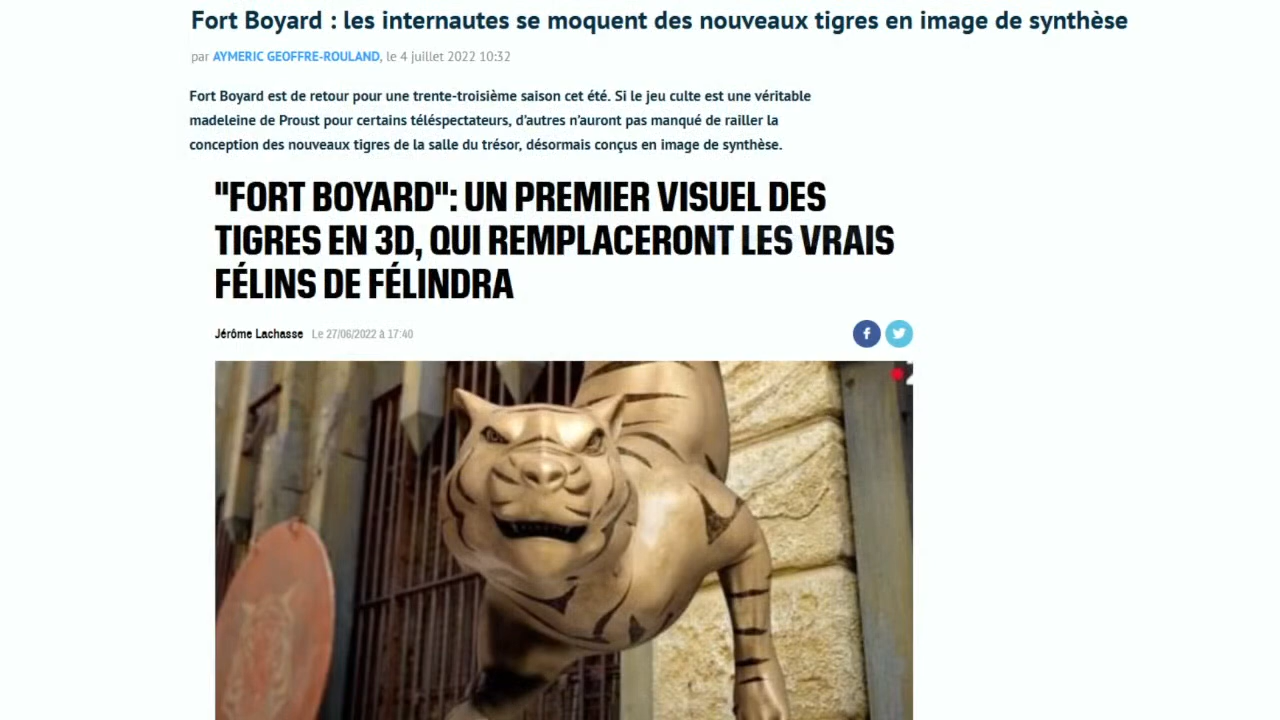 Fort Boyard : les internautes se moquent des nouveaux tigres en image de synthèse
par AYMERIC GEOFFRE-ROULAND, le 4 juillet 2022 10:32
Fort Boyard est de retour pour une trente-troisième saison cet été. Si le jeu culte est une véritable
madeleine de Proust pour certains téléspectateurs, d'autres n'auront pas manqué de railler la
conception des nouveaux tigres de la salle du trésor, désormais conçus en image de synthèse.
"FORT BOYARD": UN PREMIER VISUEL DES
TIGRES EN 3D, QUI REMPLACERONT LES VRAIS
FÉLINS DE FÉLINDRA
Jérôme Lachasse Le 27/06/2022 à 17:40